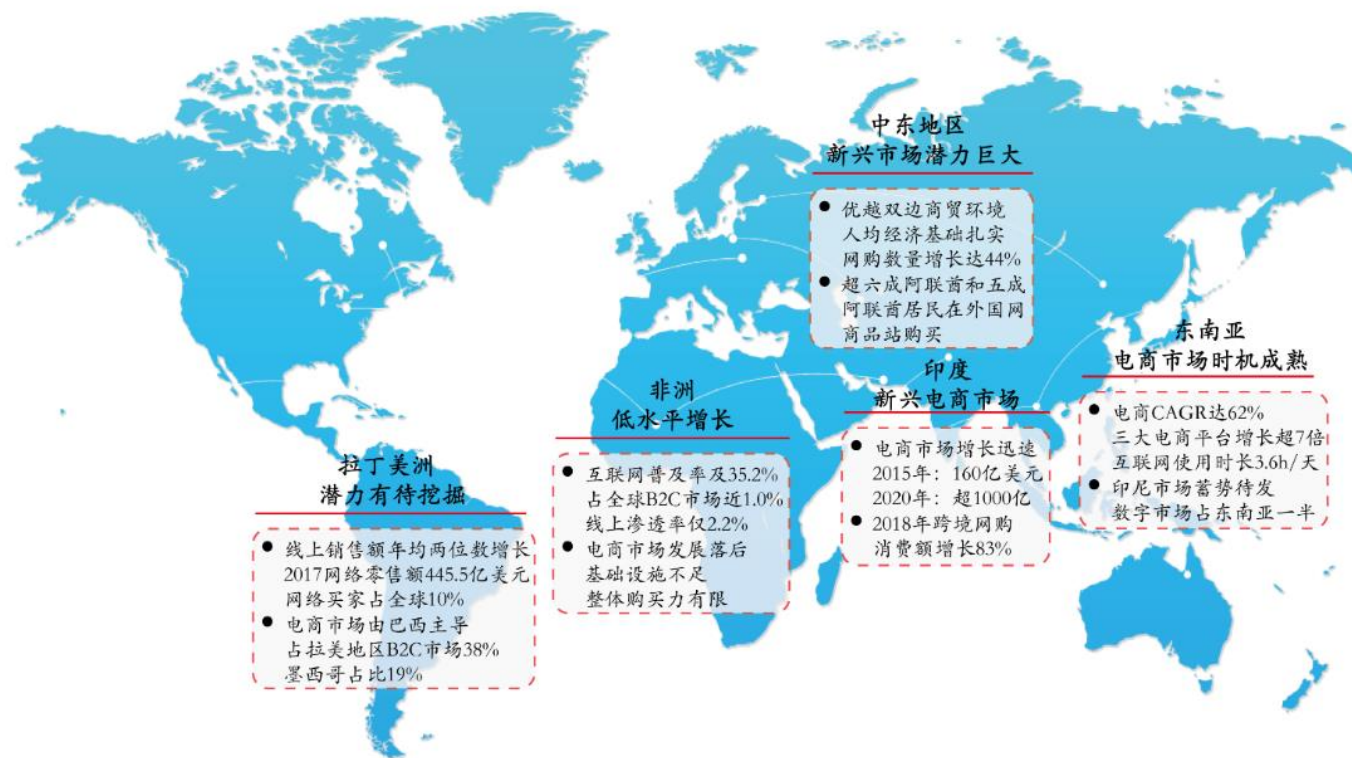 中东地区
新兴市场潜力巨大
● 优越双边商贸环境
人均经济基础扎实
网购数量增长达44%
● 超六成阿联酋和五成
阿联酋居民在外国网
商品站购买
东南亚
电商市场时机成熟
● 电商CAGR达62%
三大电商平台增长超7倍
互联网使用时长3.6h/天
● 印尼市场蓄势待发
数字市场占东南亚一半
印度
新兴电商市场
● 电商市场增长迅速
2015年：160亿美元
2020年：超1000亿
● 2018年跨境网购
消费额增长83%
非洲
低水平增长
● 互联网普及率及35.2%
占全球B2C市场近1.0%
线上渗透率仅2.2%
● 电商市场发展落后
基础设施不足
整体购买力有限
拉丁美洲
潜力有待挖掘
● 线上销售额年均两位数增长
2017网络零售额445.5亿美元
网络买家占全球10%
● 电商市场由巴西主导
占拉美地区B2C市场38%
墨西哥占比19%